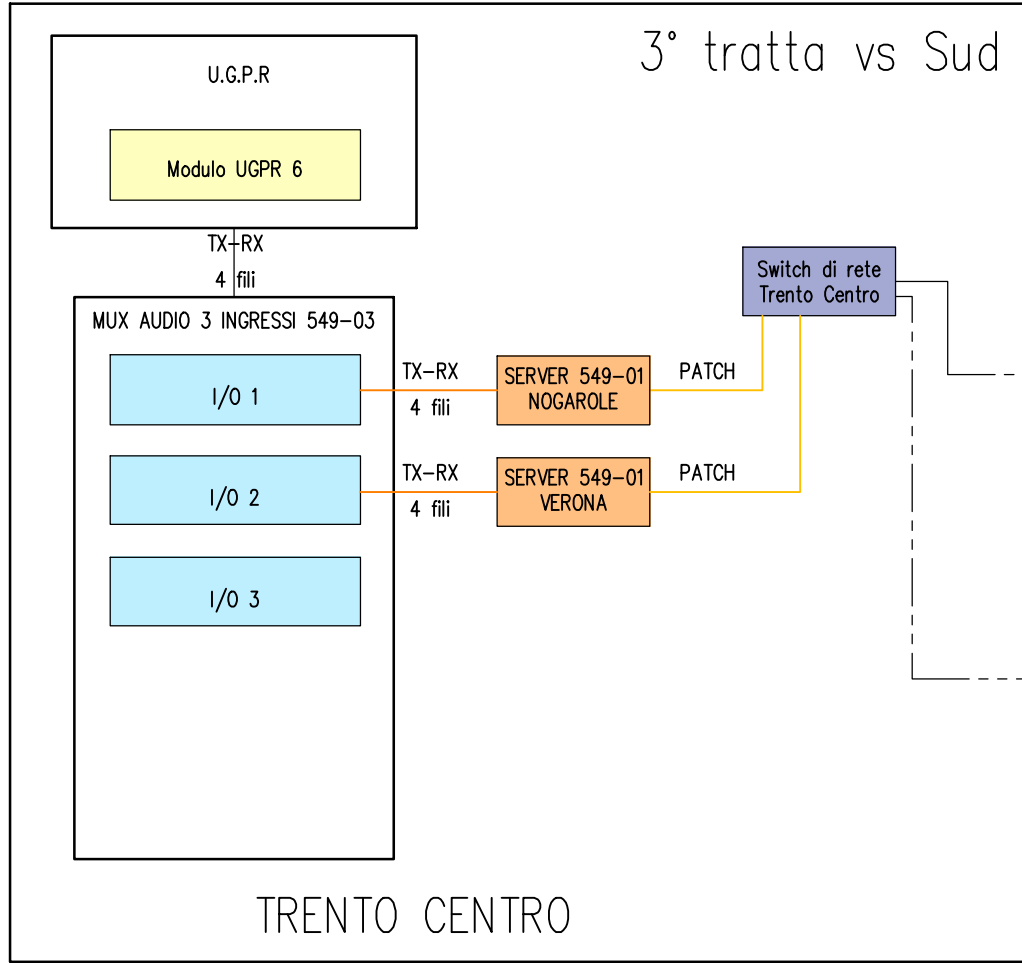 3° tratta vs Sud
U.G.P.R
Modulo UGPR 6
TX-RX
4 fili
MUX AUDIO 3 INGRESSI 549-03
I/O 1
TX-RX
4 fili
SERVER 549-01
NOGAROLE
PATCH
Switch di rete
Trento Centro
I/O 2
TX-RX
4 fili
SERVER 549-01
VERONA
PATCH
I/O 3
TRENTO CENTRO